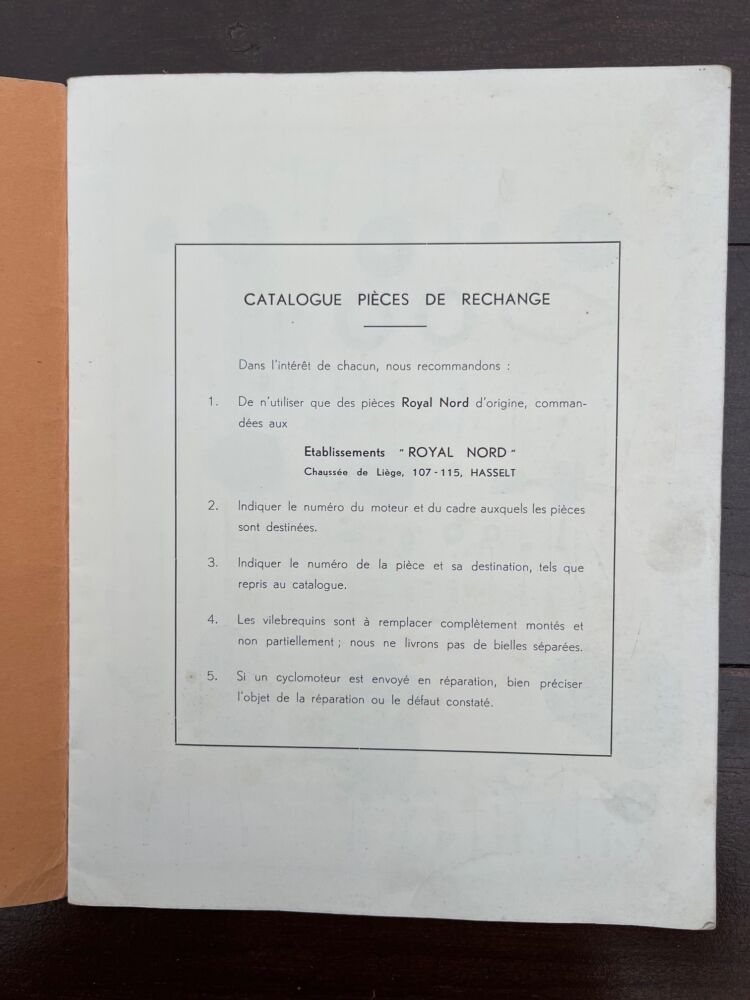 CATALOGUE PIÈCES DE RECHANGE
Dans l'intérêt de chacun, nous recommandons :
1. De n'utiliser que des pièces Royal Nord d'origine, comman-
dées aux
Etablissements "ROYAL NORD"
Chaussée de Liège, 107-115, HASSELT
2. Indiquer le numéro du moteur et du cadre auxquels les pièces
sont destinées.
3. Indiquer le numéro de la pièce et sa destination, tels que
repris au catalogue.
4. Les vilebrequins sont à remplacer complètement montés et
non partiellement ; nous ne livrons pas de bielles séparées.
5. Si un cyclomoteur est envoyé en réparation, bien préciser
l'objet de la réparation ou le défaut constaté.